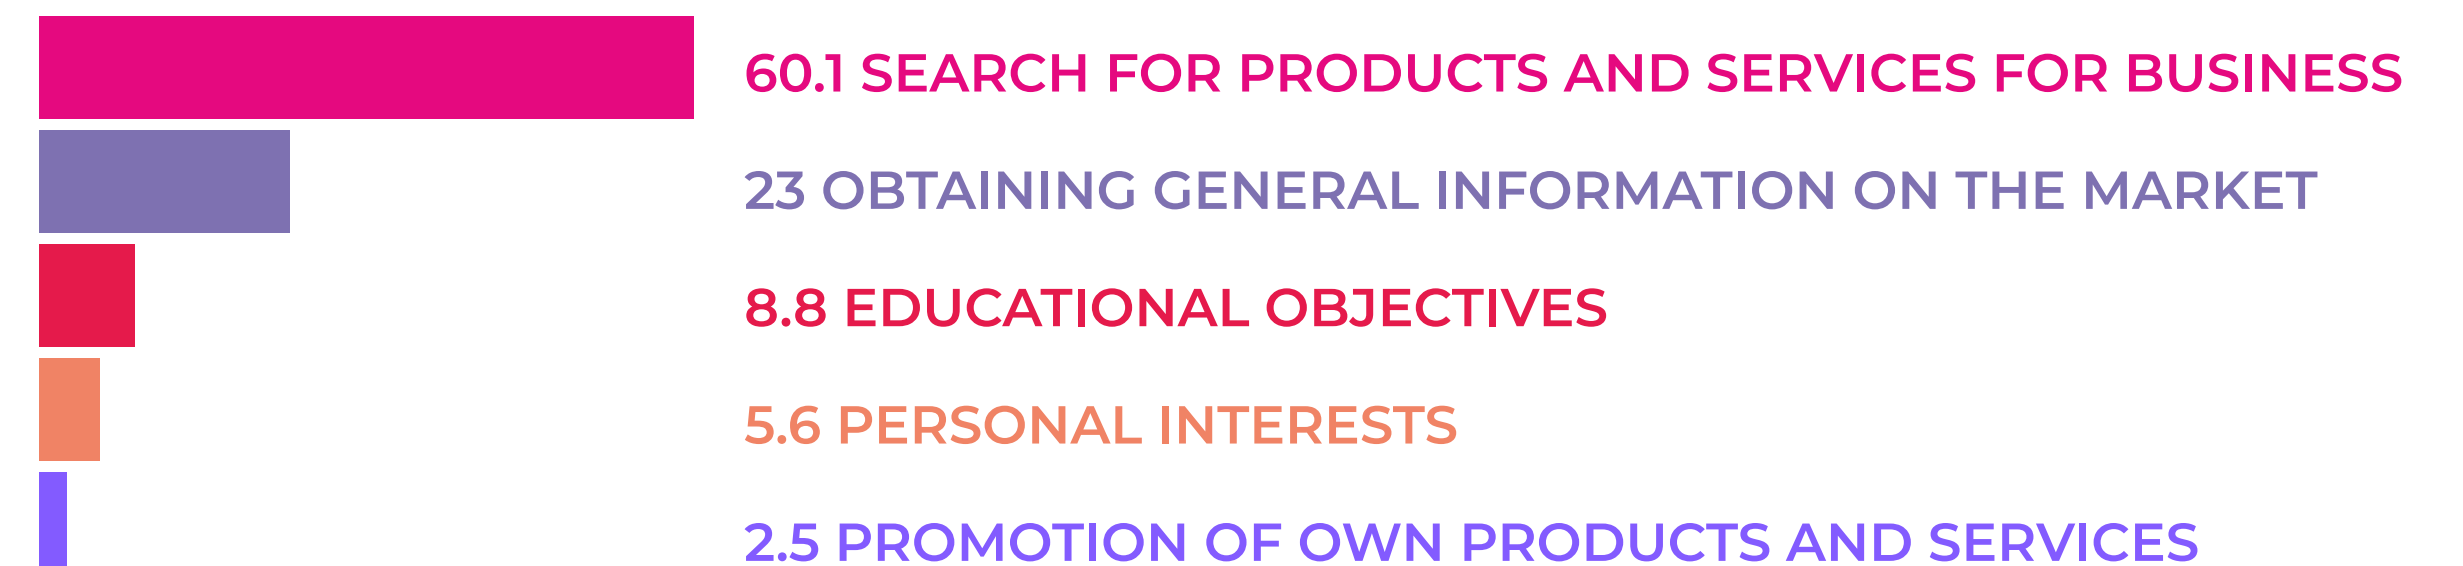 60.1 SEARCH FOR PRODUCTS AND SERVICES FOR BUSINESS
23 OBTAINING GENERAL INFORMATION ON THE MARKET
8.8 EDUCATIONAL OBJECTIVES
5.6 PERSONAL INTERESTS
2.5 PROMOTION OF OWN PRODUCTS AND SERVICES